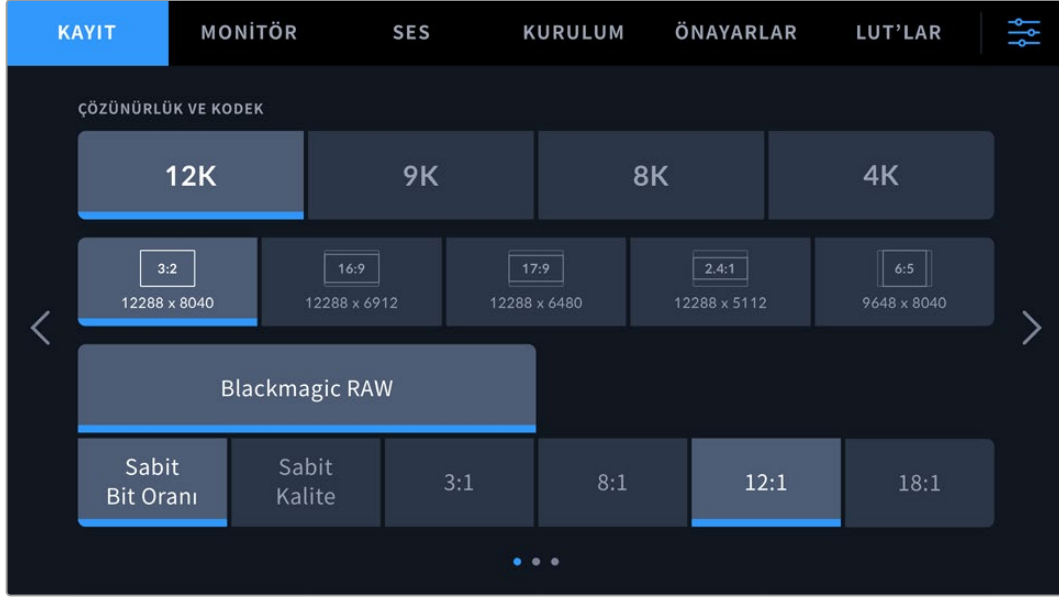 KAYIT MONİTÖR SES KURULUM ÖNAYARLAR LUT’LAR
ÇÖZÜNÜRLÜK VE KODEK
12K 9K 8K 4K
3:2 16:9 17:9 2.4:1 6:5
12288 x 8040 12288 x 6912 12288 x 6480 12288 x 5112 9648 x 8040
Blackmagic RAW
Sabit Sabit
Bit Oranı Kalite 3:1 8:1 12:1 18:1